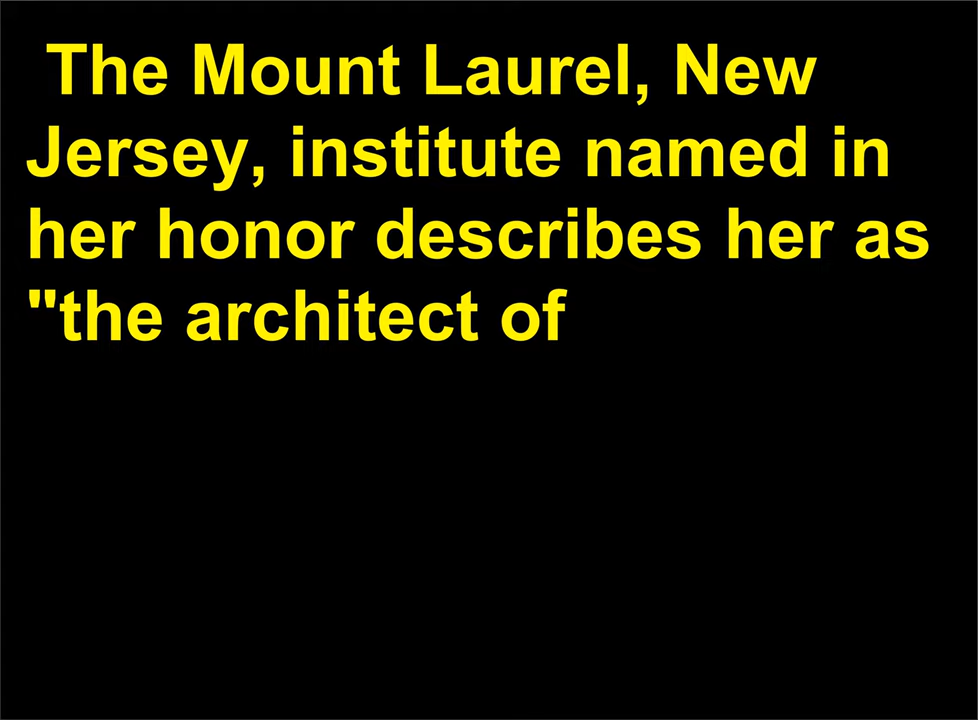 The Mount Laurel, New
Jersey, institute named in
her honor describes her as
"the architect of